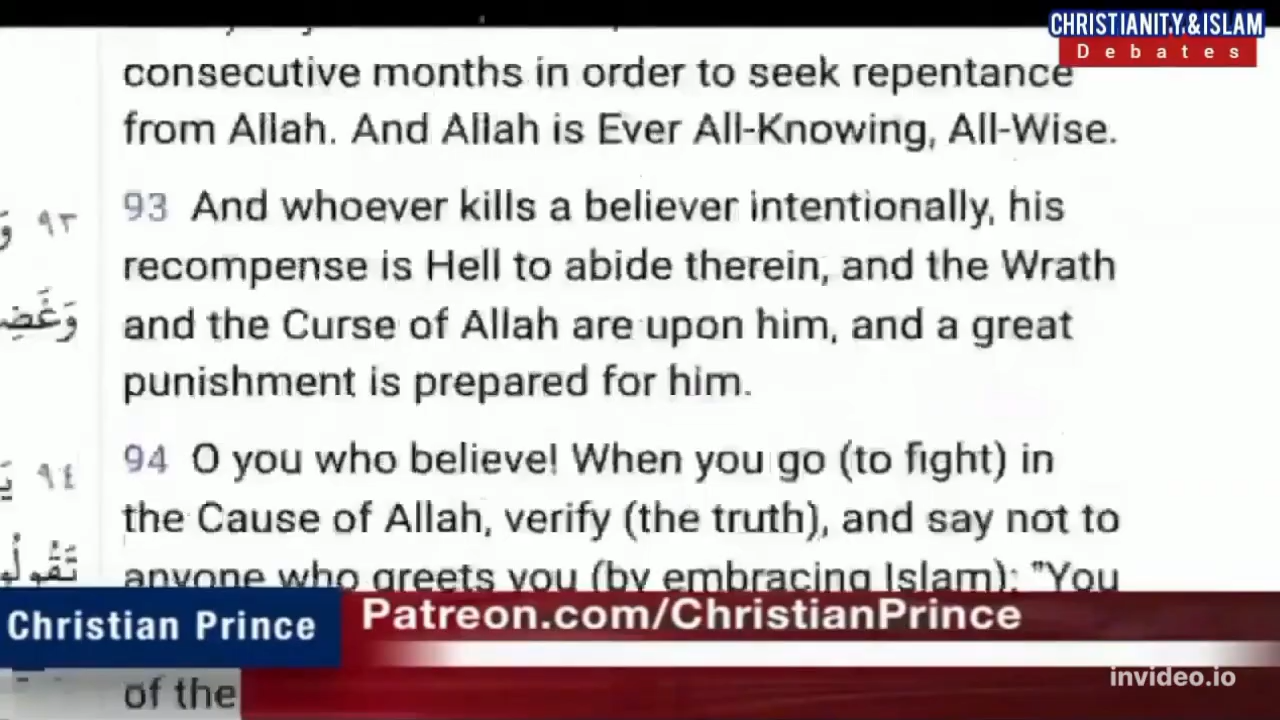 CHRISTIANITY & ISLAM
Debates
consecutive months in order to seek repentance
from Allah. And Allah is Ever All-Knowing, All-Wise.
٩٣ 93 And whoever kills a believer intentionally, his
recompense is Hell to abide therein, and the Wrath
وَغَضِ and the Curse of Allah are upon him, and a great
punishment is prepared for him.
٩٤ 94 O you who believe! When you go (to fight) in
the Cause of Allah, verify (the truth), and say not to
anyone who greets you (by embracing Islam): "You
Christian Prince
Patreon.com/ChristianPrince
invideo.io
of the